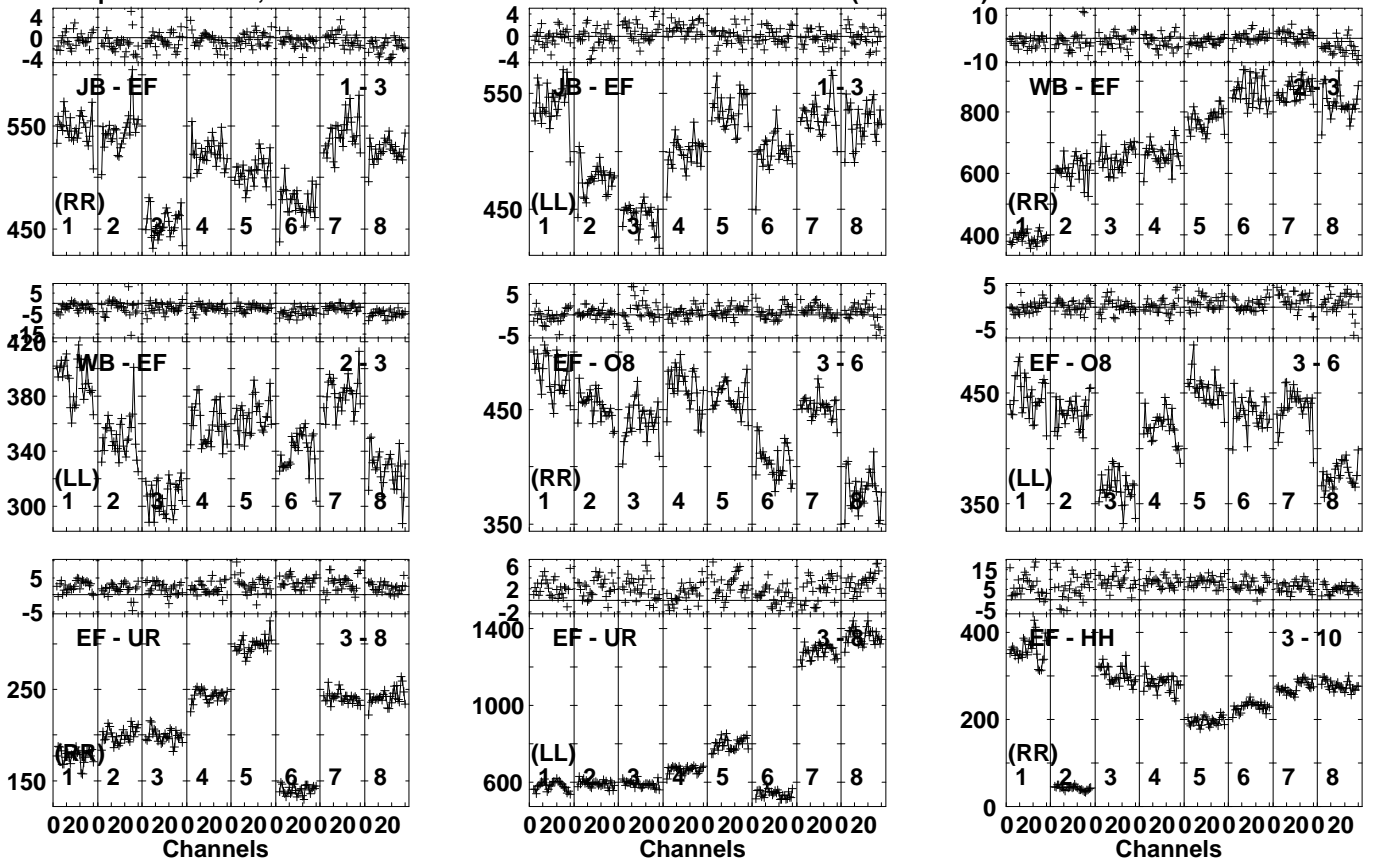 4
0
-4
JB - EF
1 - 3
550
450
(RR)
1 2 3 4 5 6 7 8
4
0
-4
JB - EF
1 - 3
550
450
(LL)
1 2 3 4 5 6 7 8
10
-10
WB - EF
2 - 3
800
600
400
(RR)
1 2 3 4 5 6 7 8
5
-5
-15
420
WB - EF
2 - 3
380
340
300
(LL)
1 2 3 4 5 6 7 8
5
-5
EF - O8
3 - 6
450
350
(RR)
1 2 3 4 5 6 7 8
5
-5
EF - O8
3 - 6
450
350
(LL)
1 2 3 4 5 6 7 8
5
-5
EF - UR
3 - 8
250
150
(RR)
1 2 3 4 5 6 7 8
0 20 0 20 0 20 0 20 0 20 0 20 0 20 0 20
Channels
6
2
-2
EF - UR
3 - 8
1400
1000
600
(LL)
1 2 3 4 5 6 7 8
0 20 0 20 0 20 0 20 0 20 0 20 0 20 0 20
Channels
15
5
-5
EF - HH
3 - 10
400
200
0
(RR)
1 2 3 4 5 6 7 8
0 20 0 20 0 20 0 20 0 20 0 20 0 20 0 20
Channels